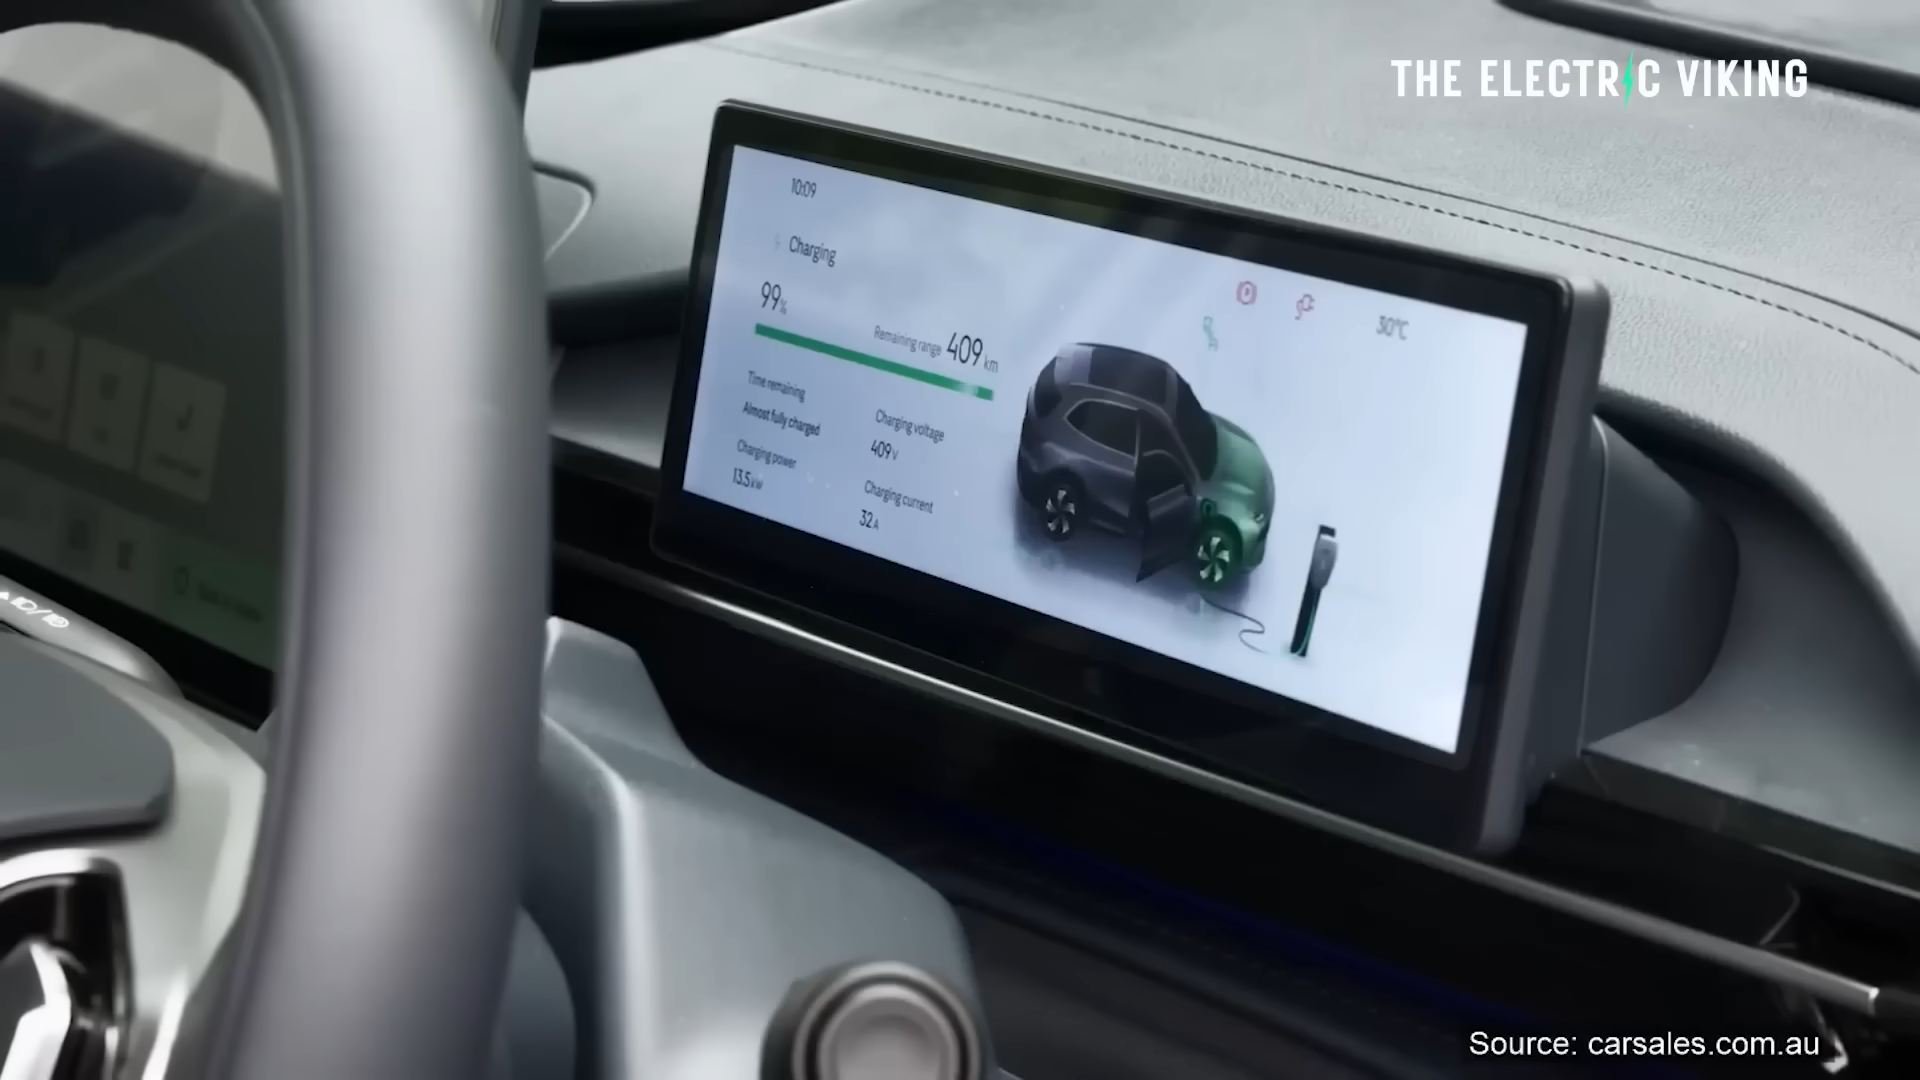 THE ELECTRIC VIKING
10:09
Charging
30°C
99%
Remaining range 409 km
Time remaining
Almost fully charged
Charging voltage
409 V
Charging power
13.5 kW
Charging current
32 A
Source: carsales.com.au